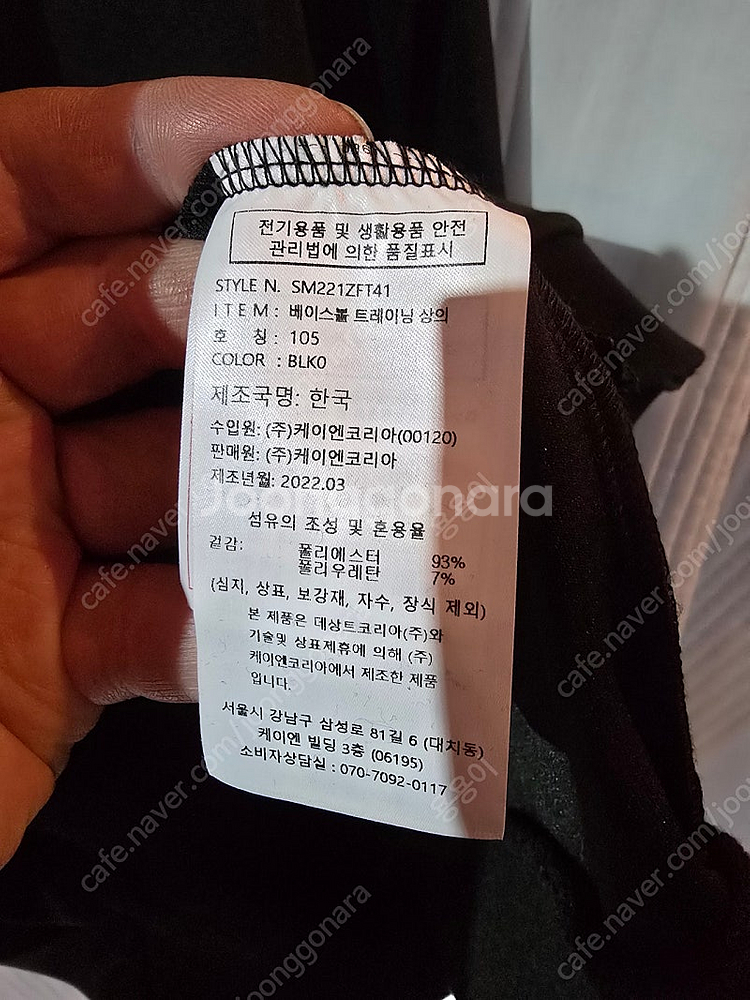 전기용품 및 생활용품 안전
관리법에 의한 품질표시
STYLE N. SM221ZFT41
ITEM : 베이스볼 트레이닝 상의
호 칭 : 105
COLOR : BLK0
제조국명: 한국
수입원: (주)케이엔코리아(00120)
판매원: (주)케이엔코리아
제조년월: 2022.03
Joonggonara
섬유의 조성 및 혼용율
겉감: 폴리에스터 93%
폴리우레탄 7%
(심지, 상표, 보강재, 자수, 장식 제외)
본 제품은 데상트코리아(주)와
기술및 상표제휴에 의해 (주)
케이엔코리아에서 제조한 제품
입니다.
서울시 강남구 삼성로 81길 6 (대치동)
케이엔 빌딩 3층 (06195)
소비자상담실 : 070-7092-0117
cafe.naver.com/joonggonara